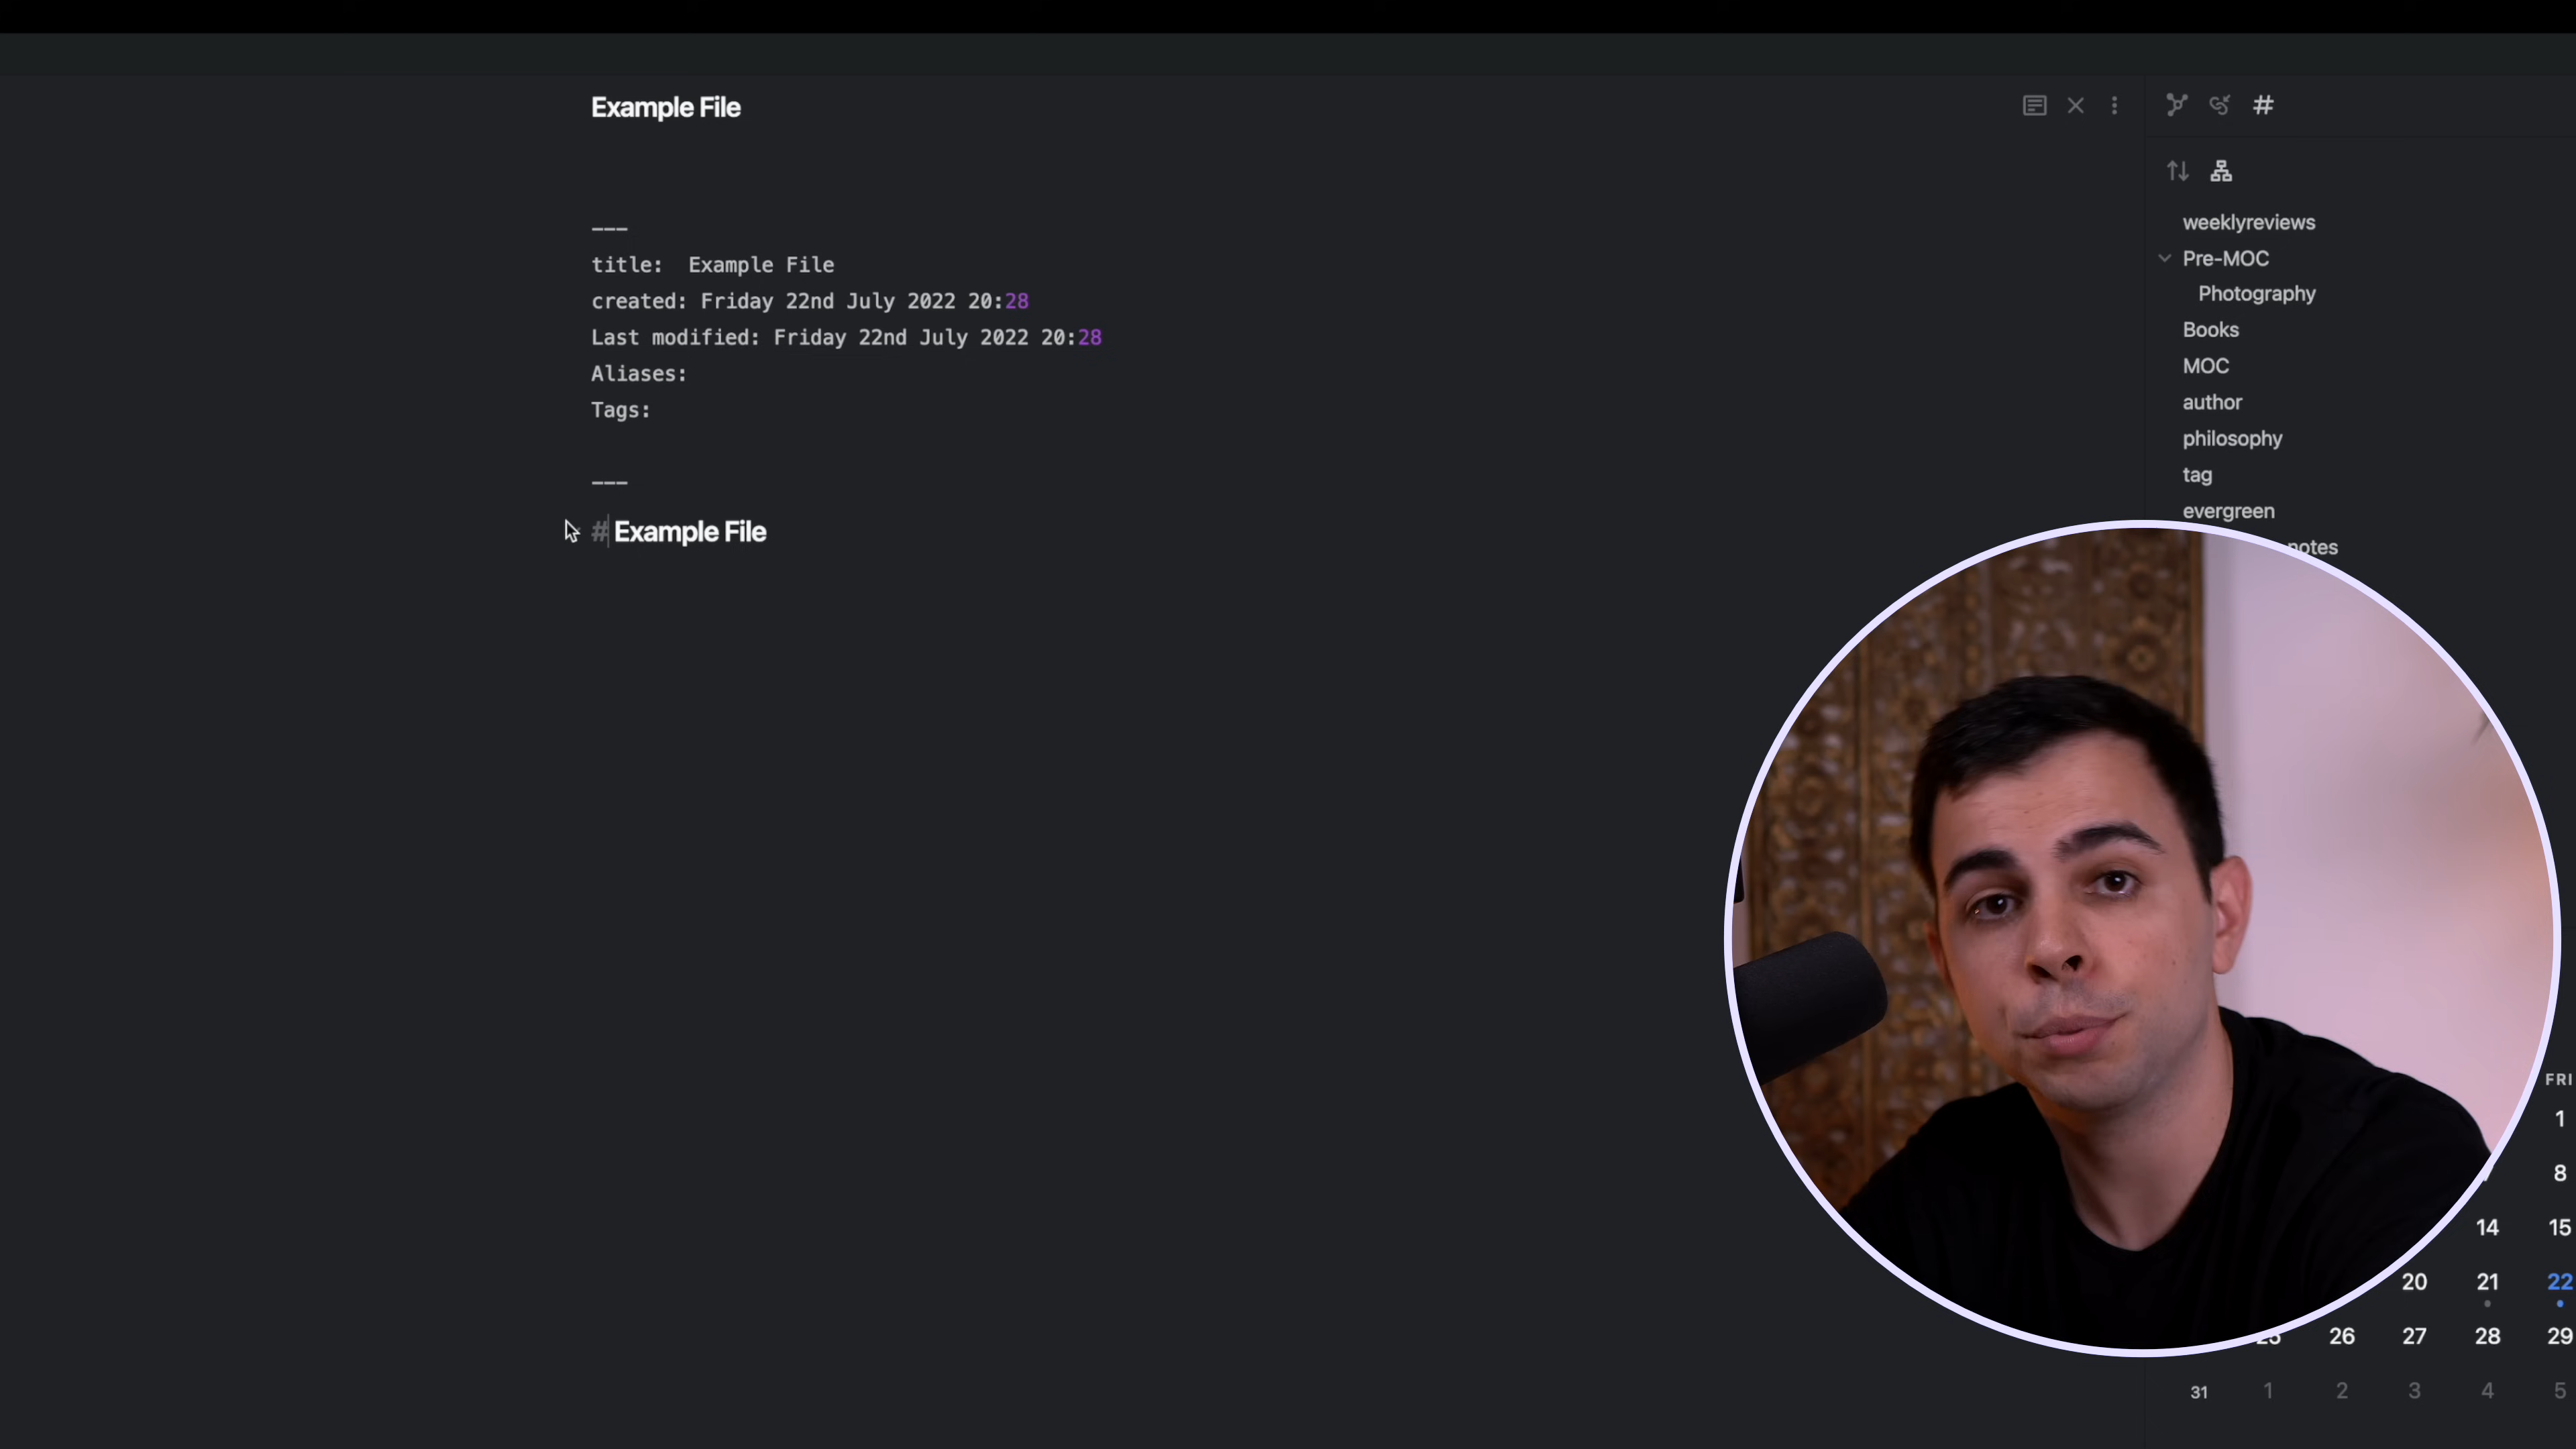 Example File
---
title:  Example File
created: Friday 22nd July 2022 20:28
Last modified: Friday 22nd July 2022 20:28
Aliases:
Tags:
---
# Example File
#
weeklyreviews
Pre-MOC
Photography
Books
MOC
author
philosophy
tag
evergreen
notes
FRI
1
8
14 15
20 21 22
25 26 27 28 29
31 1 2 3 4 5